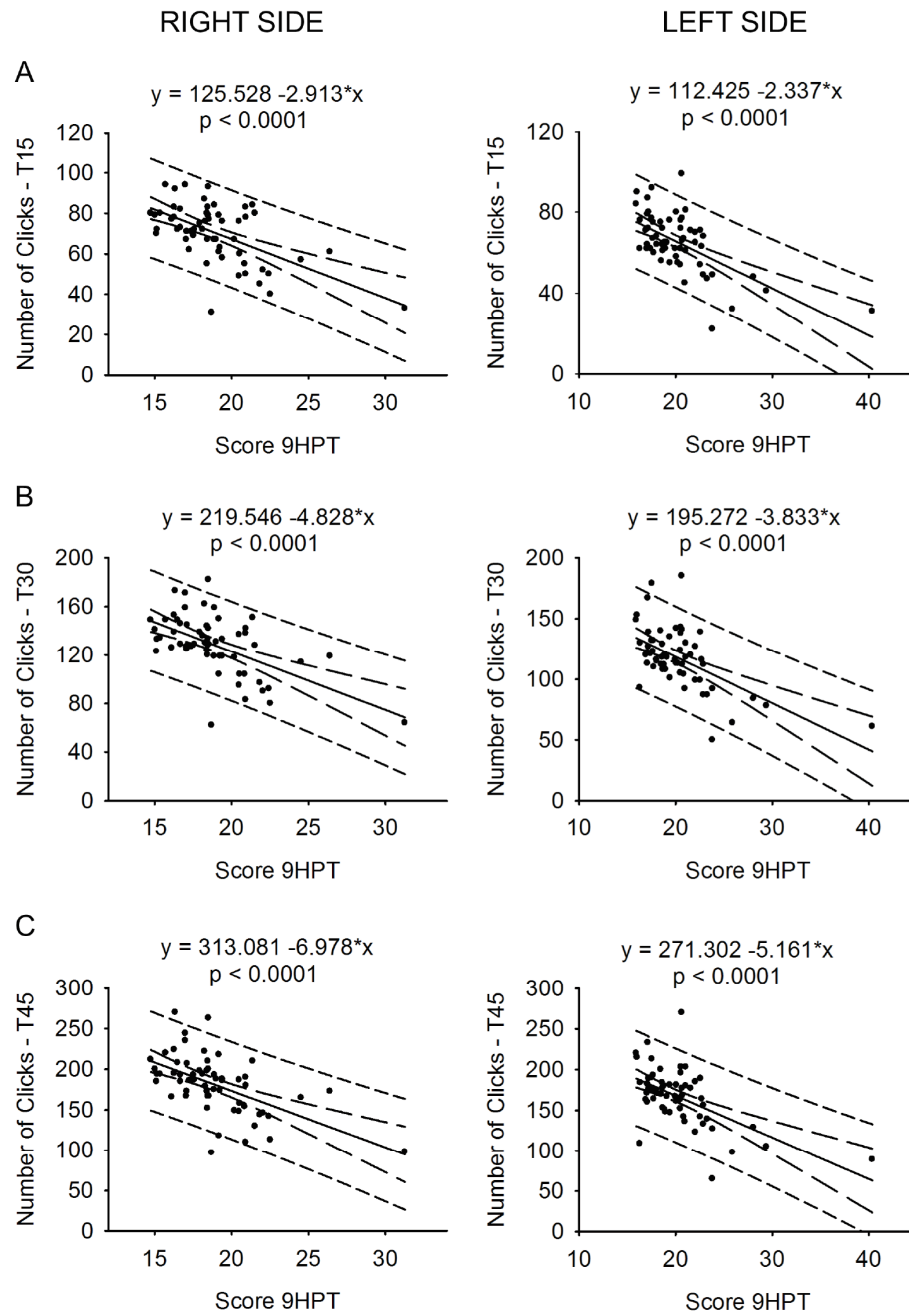 RIGHT SIDE
LEFT SIDE
A
y = 125.528 -2.913*x
p < 0.0001
Number of Clicks - T15
120
100
80
60
40
20
0
15
20
25
30
Score 9HPT
y = 112.425 -2.337*x
p < 0.0001
Number of Clicks - T15
120
80
40
0
10
20
30
40
Score 9HPT
B
y = 219.546 -4.828*x
p < 0.0001
Number of Clicks - T30
200
160
120
80
40
0
15
20
25
30
Score 9HPT
y = 195.272 -3.833*x
p < 0.0001
Number of Clicks - T30
200
150
100
50
0
10
20
30
40
Score 9HPT
C
y = 313.081 -6.978*x
p < 0.0001
Number of Clicks - T45
300
250
200
150
100
50
0
15
20
25
30
Score 9HPT
y = 271.302 -5.161*x
p < 0.0001
Number of Clicks - T45
300
250
200
150
100
50
0
10
20
30
40
Score 9HPT